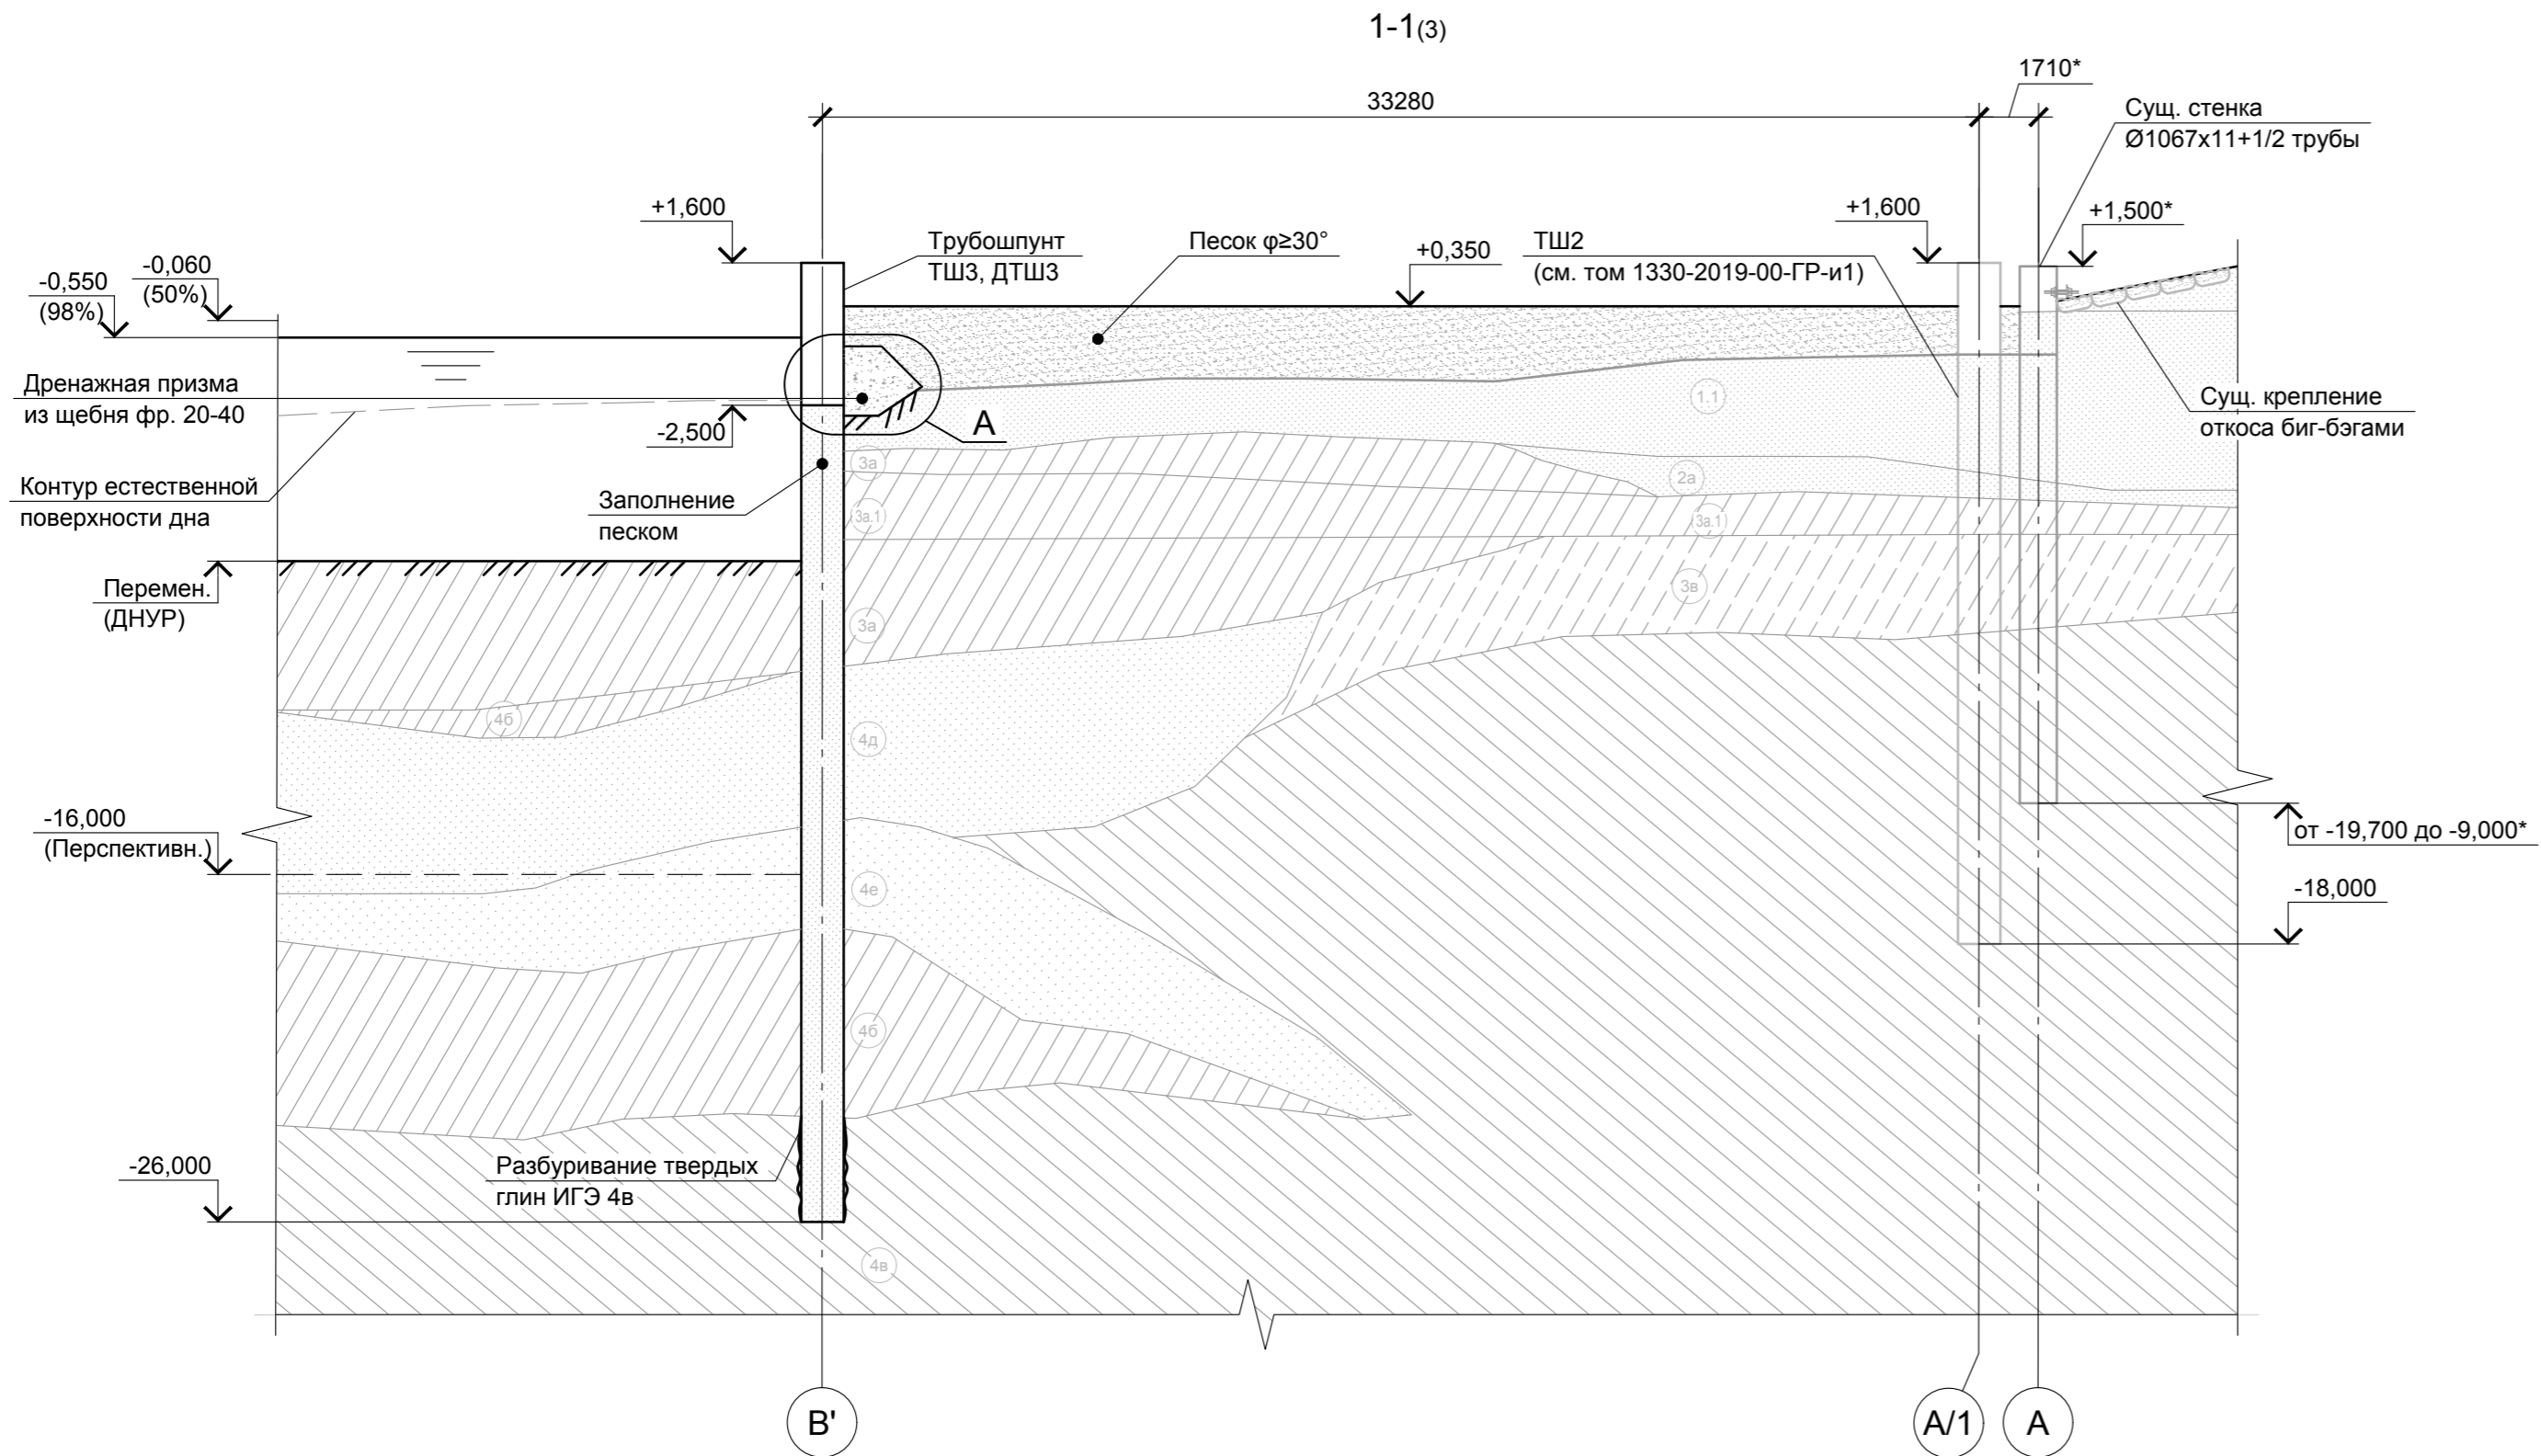 1-1(3)
1710*
33280
Сущ. стенка
Ø1067х11+1/2 трубы
+1,600
+1,600
+1,500*
Трубошпунт
ТШ3, ДТШ3
Песок φ≥30°
+0,350
ТШ2
(см. том 1330-2019-00-ГР-и1)
-0,060
(50%)
-0,550
(98%)
Дренажная призма
из щебня фр. 20-40
-2,500
А
1.1
Сущ. крепление
откоса биг-бэгами
3а
2а
Контур естественной
поверхности дна
Заполнение
песком
3а.1
3а.1
Перемен.
(ДНУР)
3в
3а
4б
4д
-16,000
(Перспективн.)
от -19,700 до -9,000*
4е
-18,000
4б
-26,000
Разбуривание твердых
глин ИГЭ 4в
4в
В'
А/1
А